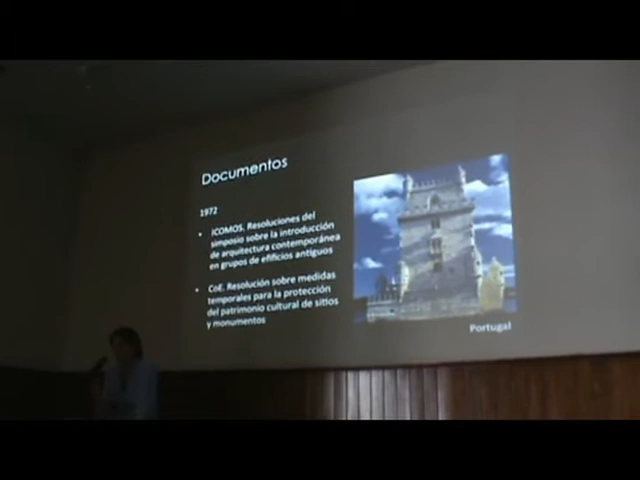 Documentos
1972
• ICOMOS. Resoluciones del
simposio sobre la introducción
de arquitectura contemporánea
en grupos de efificios antiguos
• CoE. Resolución sobre medidas
temporales para la protección
del patrimonio cultural de sitios
y monumentos
Portugal